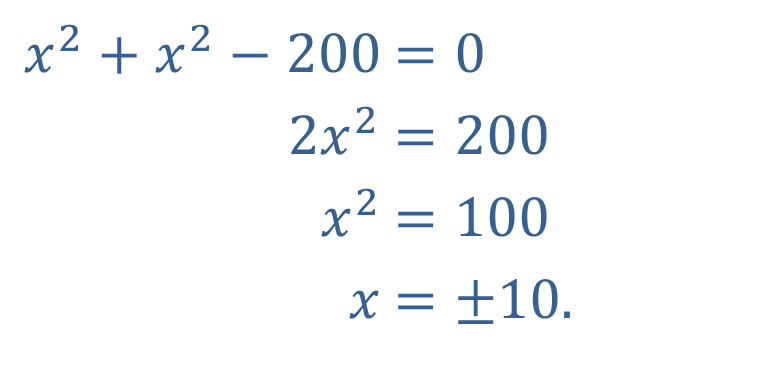 x² + x² − 200 = 0
2x² = 200
x² = 100
x = ±10.